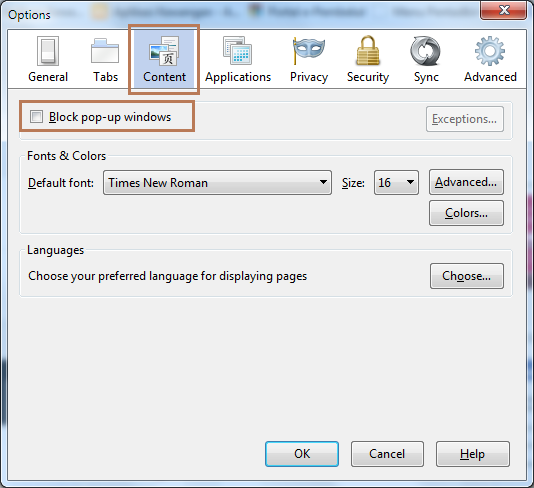 Options
General Tabs Content Applications Privacy Security Sync Advanced
Block pop-up windows Exceptions...
Fonts & Colors
Default font: Times New Roman Size: 16 Advanced...
Colors...
Languages
Choose your preferred language for displaying pages Choose...
OK Cancel Help